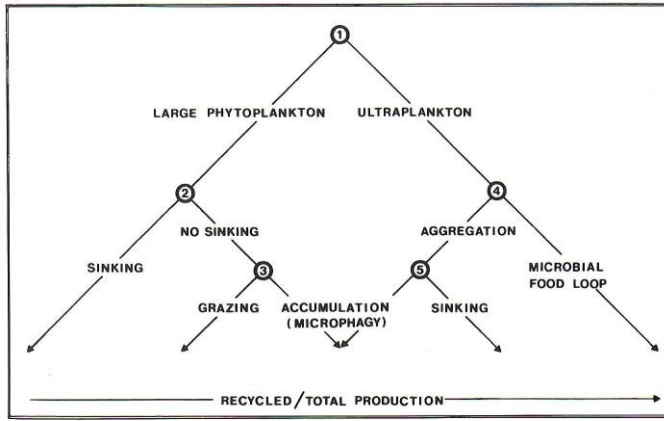 1
LARGE PHYTOPLANKTON ULTRAPLANKTON
2 4
NO SINKING AGGREGATION
SINKING 3 5 MICROBIAL
FOOD LOOP
GRAZING ACCUMULATION SINKING
(MICROPHAGY)
RECYCLED/TOTAL PRODUCTION